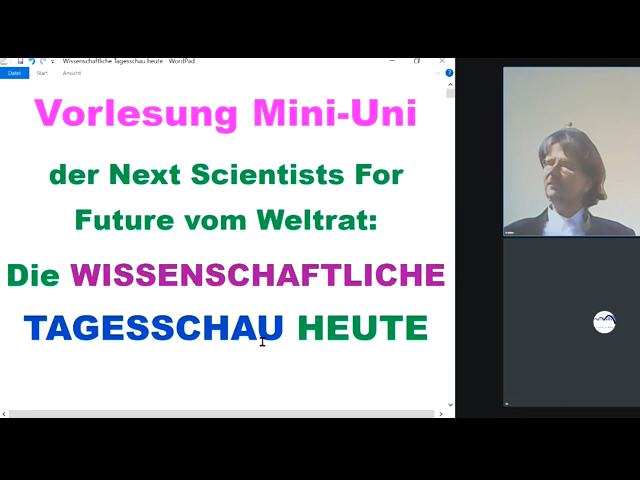 Wissenschaftliche Tagesschau heute - WordPad
Datei Start Ansicht
Vorlesung Mini-Uni
der Next Scientists For
Future vom Weltrat:
Die WISSENSCHAFTLICHE
TAGESSCHAU HEUTE